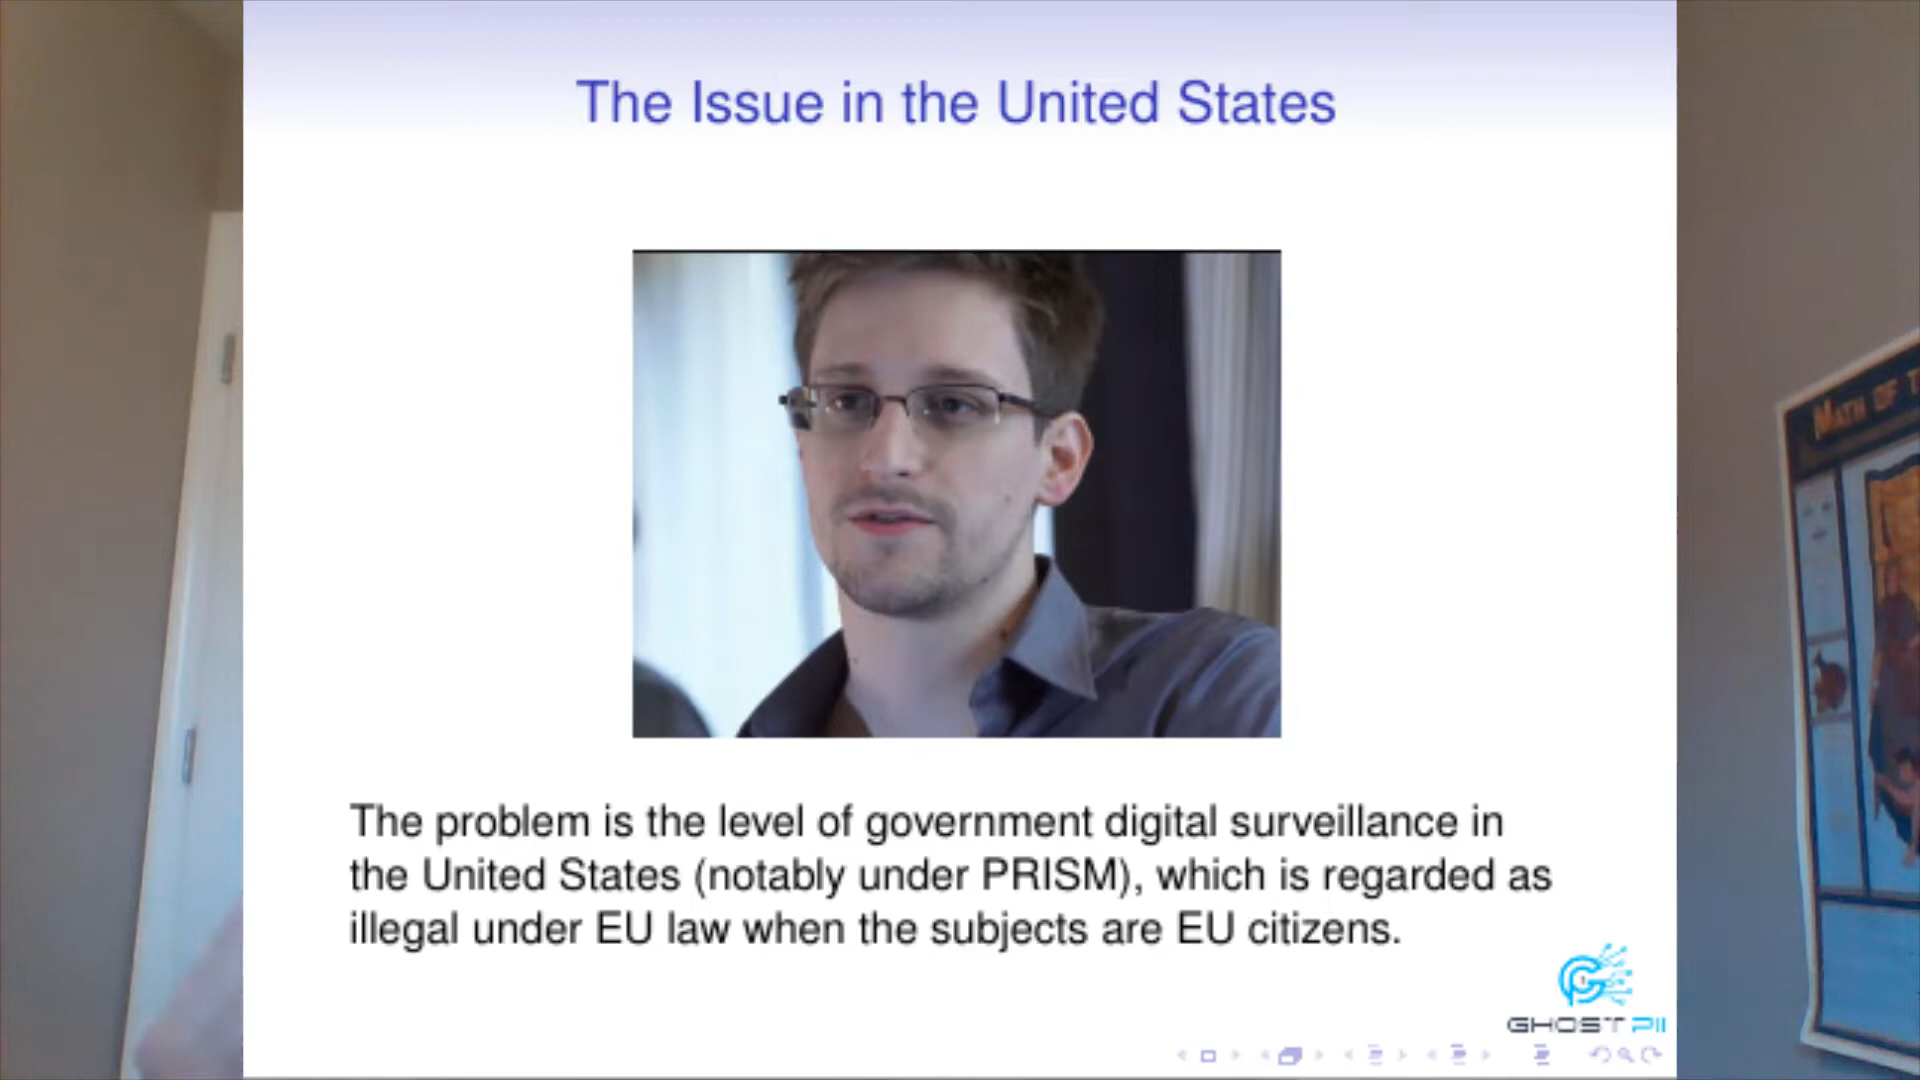 The Issue in the United States
MATH OF T
The problem is the level of government digital surveillance in
the United States (notably under PRISM), which is regarded as
illegal under EU law when the subjects are EU citizens.
GHOST PII